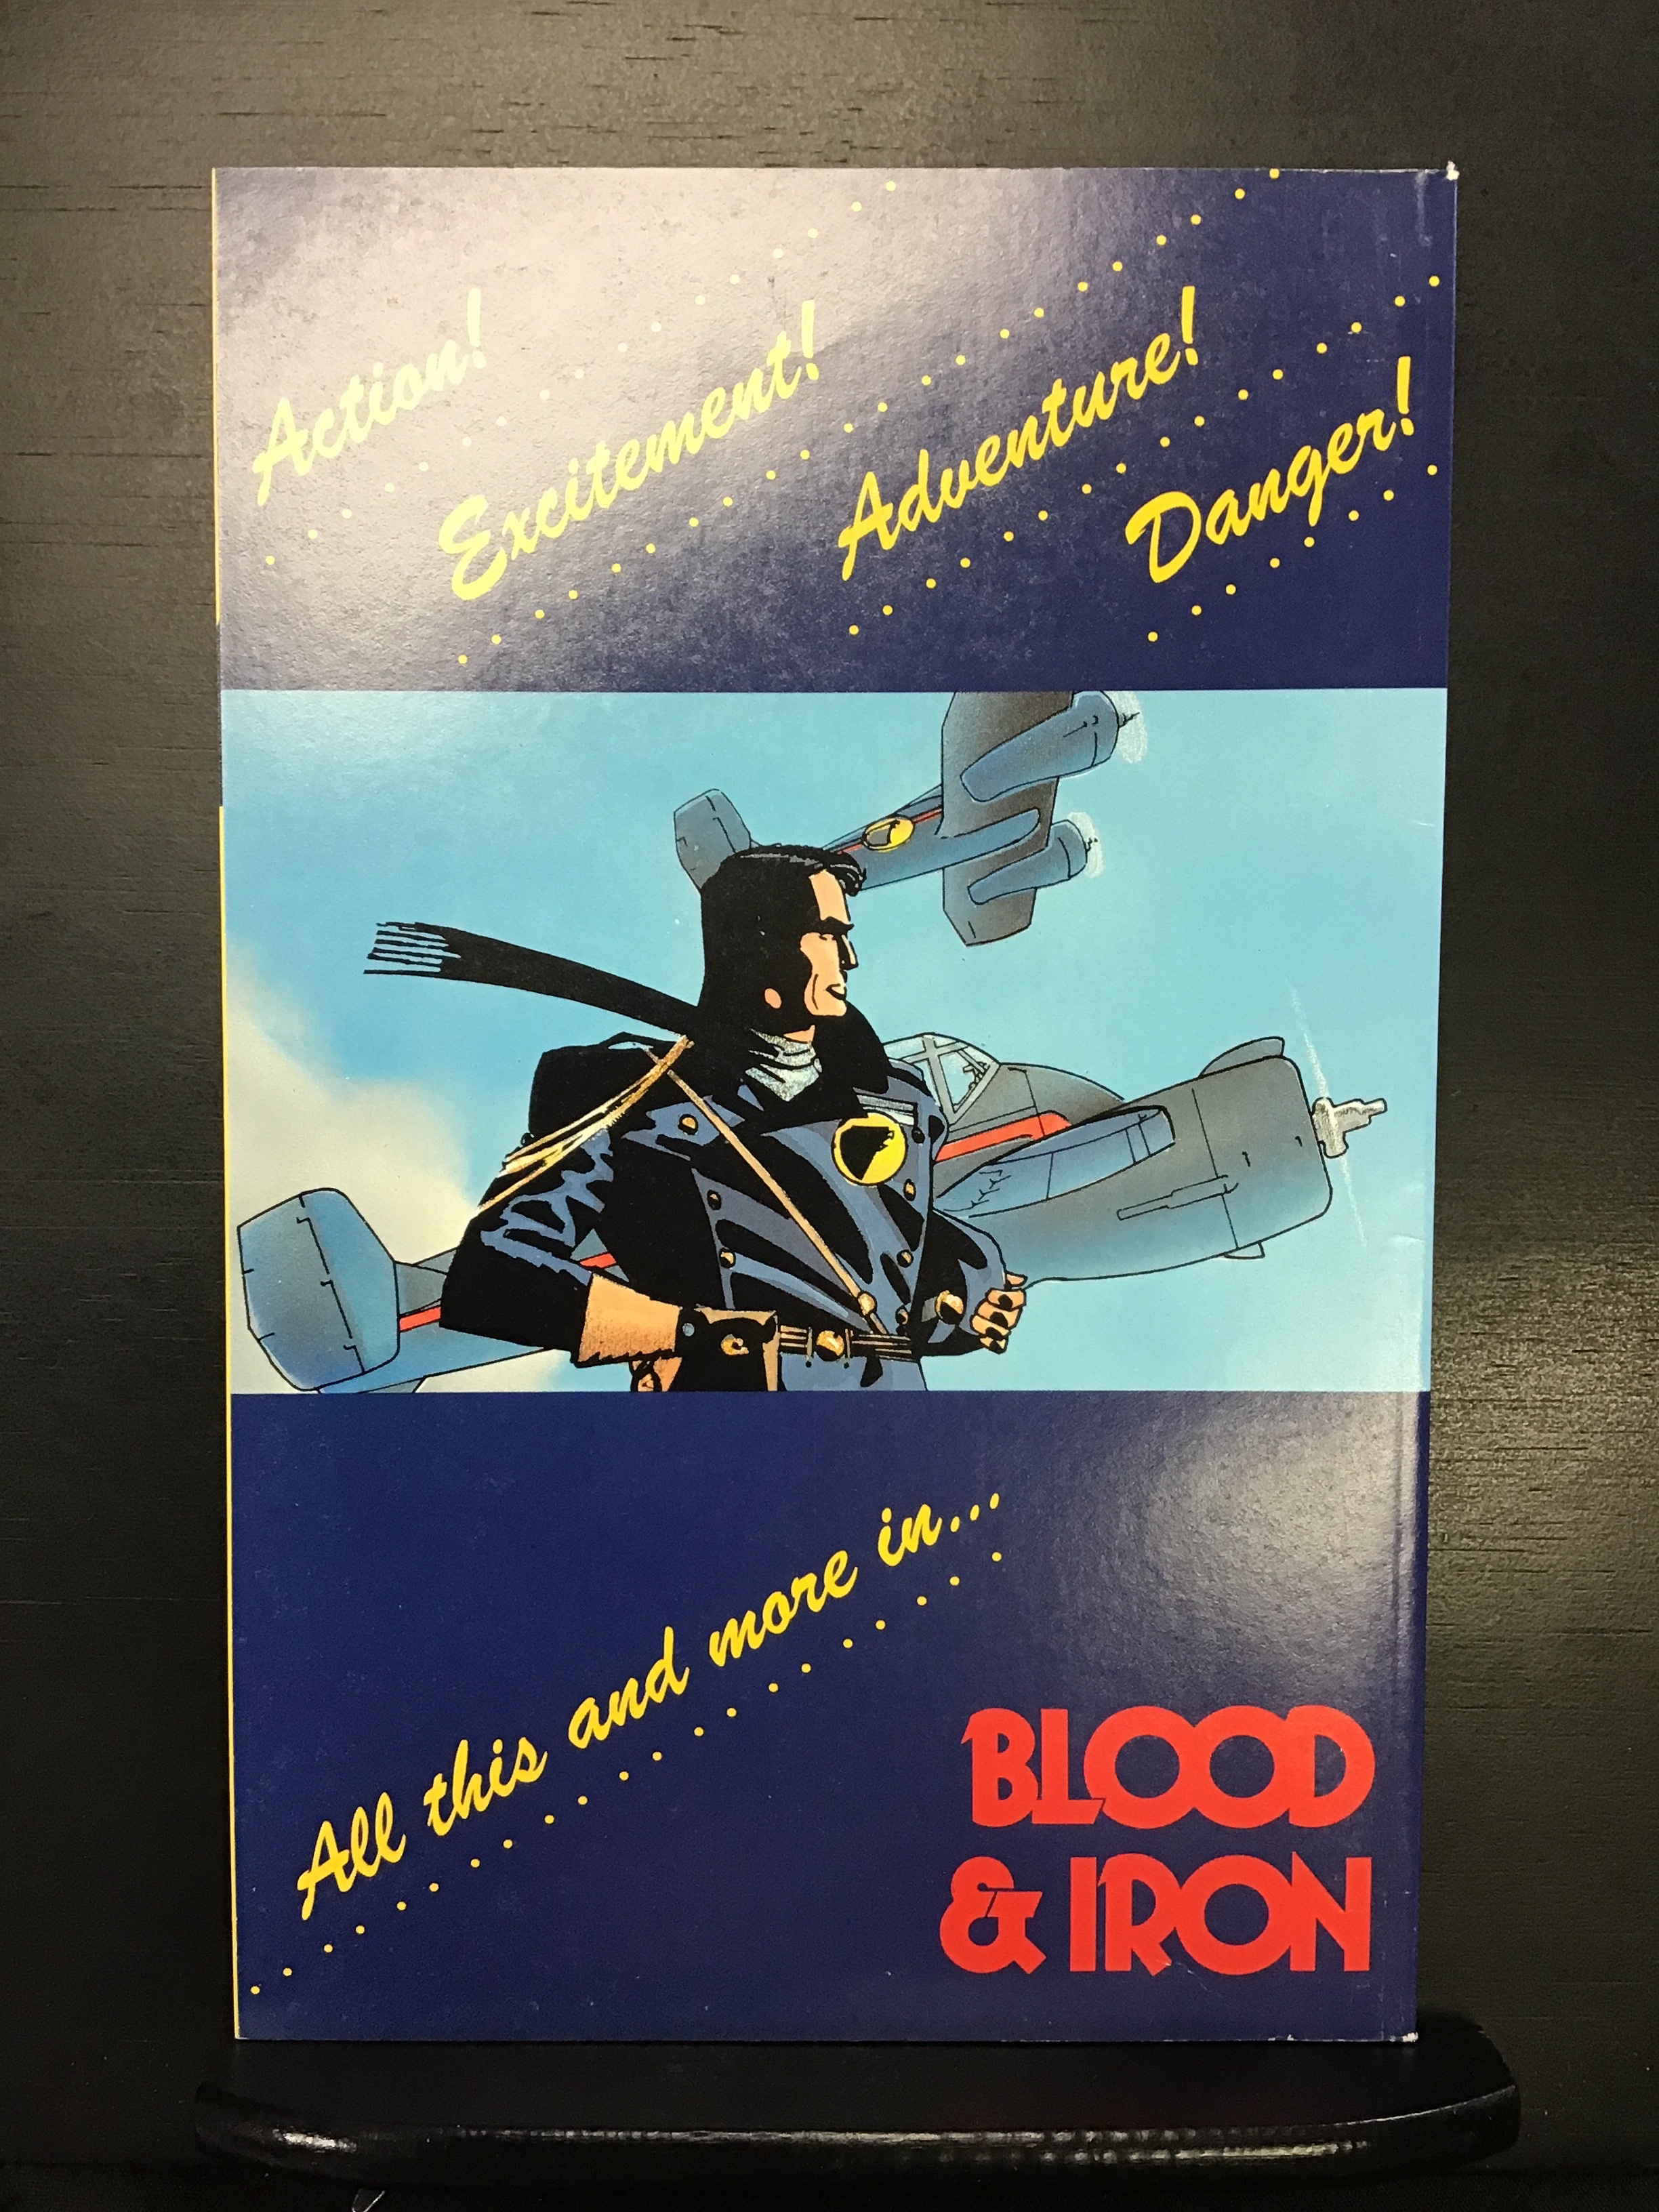 Action!
Excitement!
Adventure!
Danger!
All this and more in...
BLOOD
& IRON